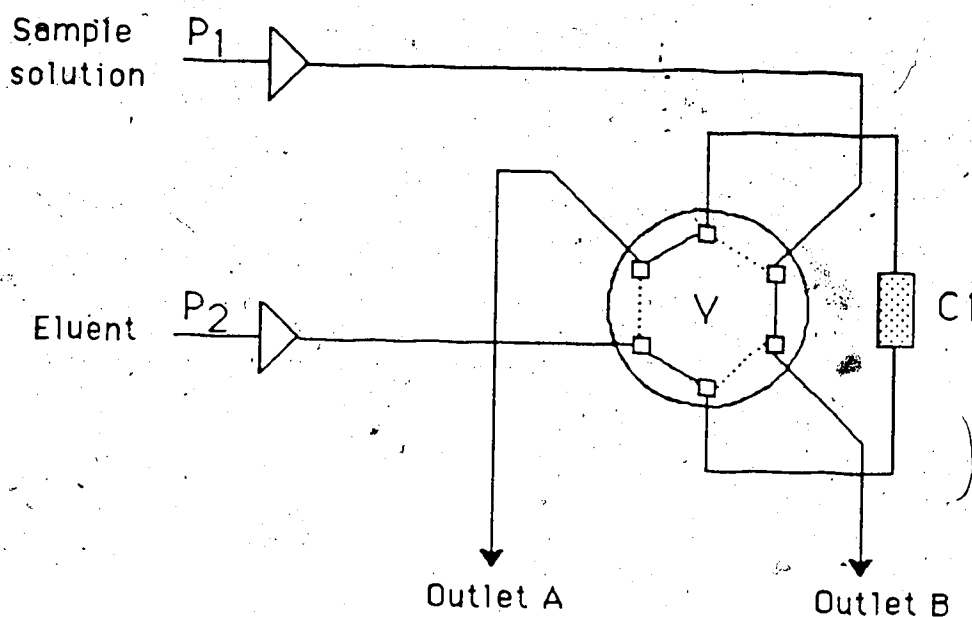 Sample
solution
P1
V
C1
Eluent
P2
Outlet A
Outlet B